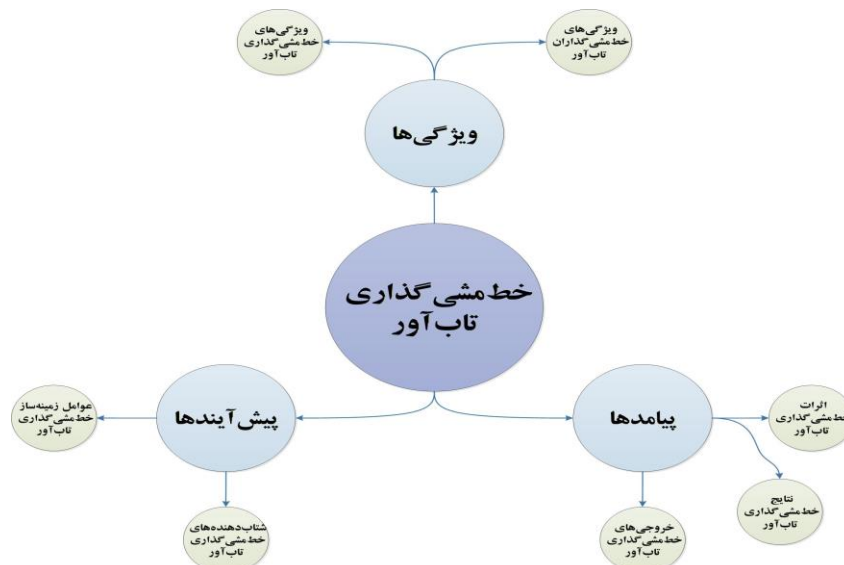 ویژگی‌های
خط‌مشی‌گذاران
تاب‌آور
ویژگی‌های
خط‌مشی‌گذاری
تاب‌آور
ویژگی‌ها
خط‌مشی‌گذاری
تاب‌آور
پیامدها
اثرات
خط‌مشی‌گذاری
تاب‌آور
نتایج
خط‌مشی‌گذاری
تاب‌آور
خروجی‌های
خط‌مشی‌گذاری
تاب‌آور
پیش‌آیندها
عوامل زمینه‌ساز
خط‌مشی‌گذاری
تاب‌آور
شتاب‌دهنده‌های
خط‌مشی‌گذاری
تاب‌آور